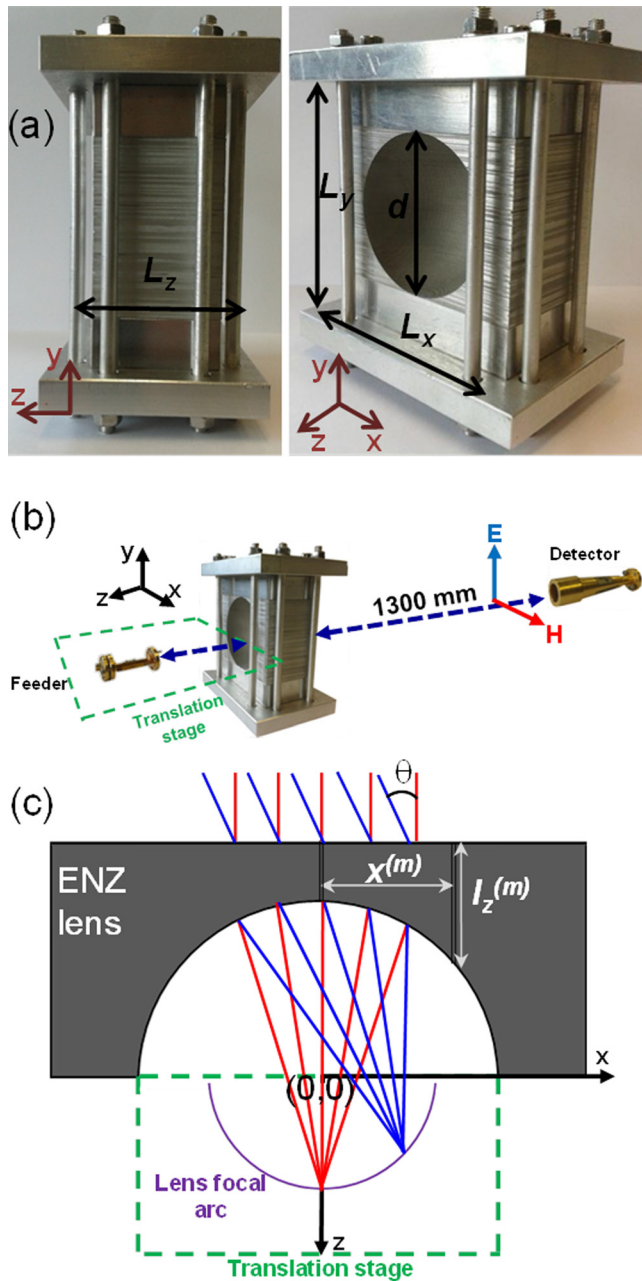 (a)
Lz
y
z
Ly
d
Lx
y
z
x
(b)
y
z
x
E
H
Detector
1300 mm
Feeder
Translation
stage
(c)
θ
ENZ
lens
X(m)
lz(m)
x
(0,0)
Lens focal
arc
z
Translation stage